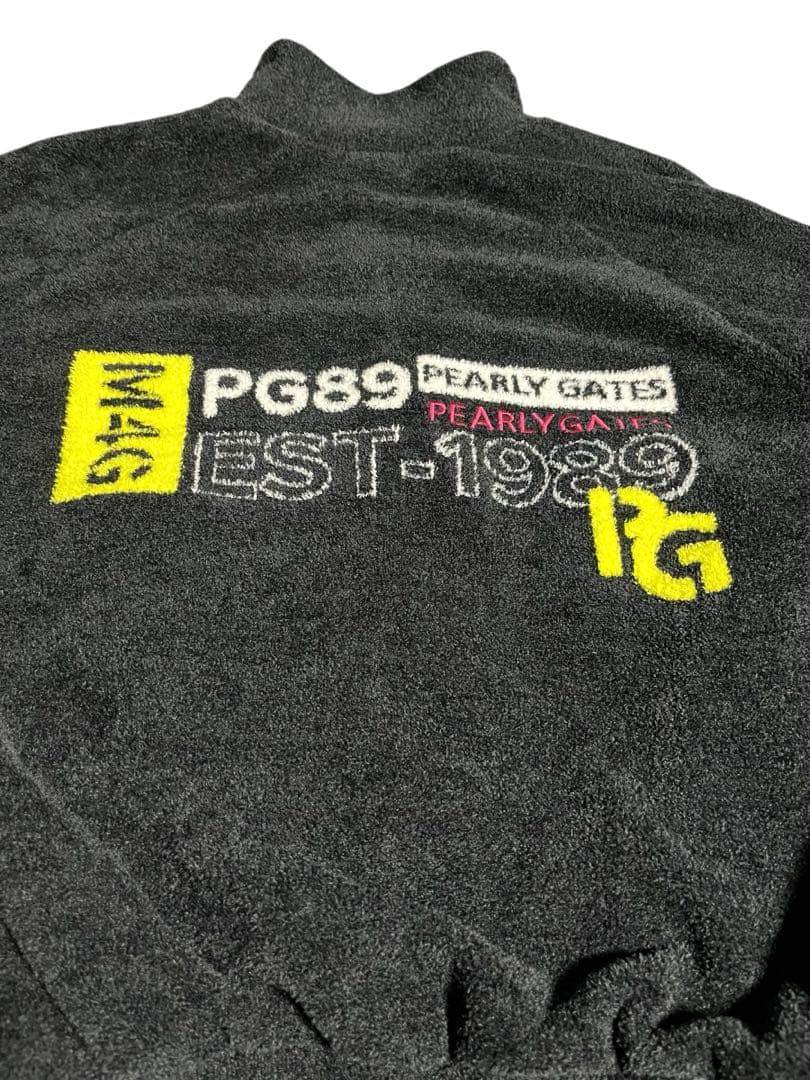 M4G
PG89
PEARLY GATES
PEARLY GATES
EST-1989
PG